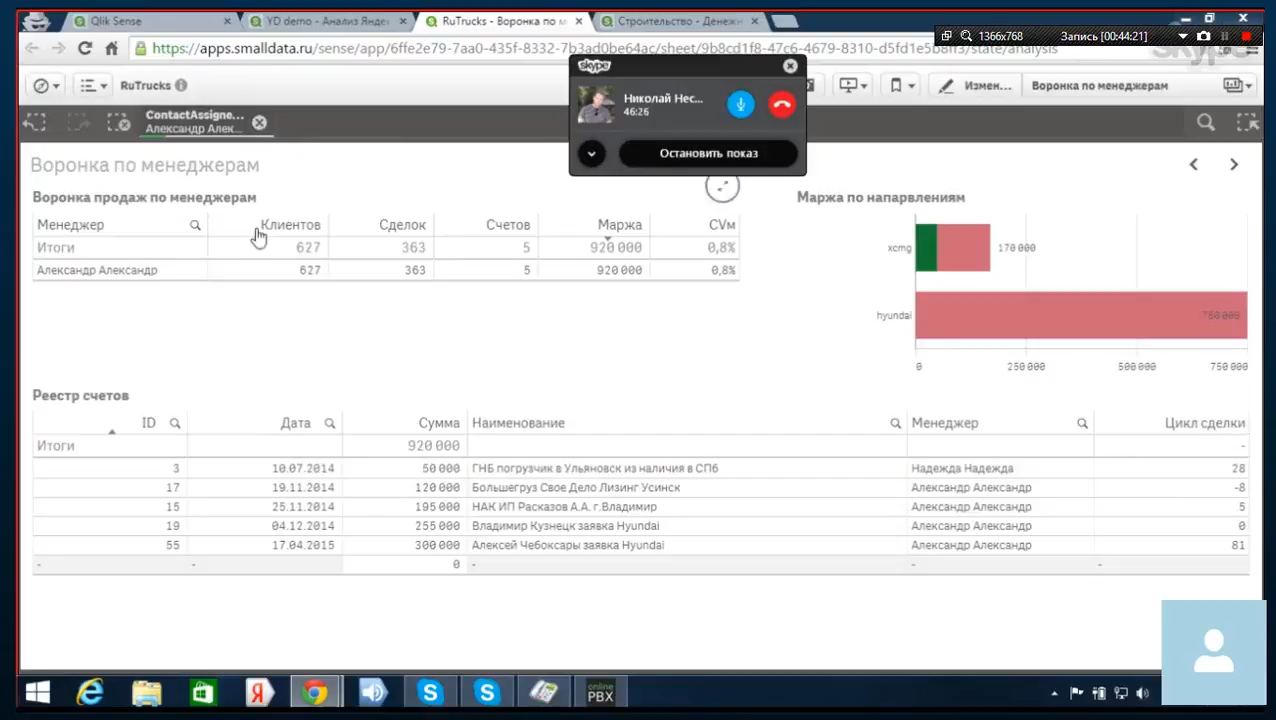 Qlik Sense
YD demo - Анализ Янде
RuTrucks - Воронка по м
Строительство - Денежн
https://apps.smalldata.ru/sense/app/6ffe2e79-7aa0-435f-8332-7b3ad0be64ac/sheet/9b8cd1f8-47c6-4679-8310-d5fd1e5b8ff3/state/analysis
1366x768
Запись [00:44:21]
skype
Николай Нес...
46:26
Остановить показ
RuTrucks
Измен...
Воронка по менеджерам
ContactAssigne...
Александр Алек...
Воронка по менеджерам
Воронка продаж по менеджерам
Менеджер Клиентов Сделок Счетов Маржа CVм
Итоги 627 363 5 920 000 0,8%
Александр Александр 627 363 5 920 000 0,8%
Маржа по напарвлениям
xcmg 170 000
hyundai 750 000
0 250 000 500 000 750 000
Реестр счетов
ID Дата Сумма Наименование Менеджер Цикл сделки
Итоги 920 000 -
3 10.07.2014 50 000 ГНБ погрузчик в Ульяновск из наличия в СПб Надежда Надежда 28
17 19.11.2014 120 000 Большегруз Свое Дело Лизинг Усинск Александр Александр -8
15 25.11.2014 195 000 НАК ИП Расказов А.А. г.Владимир Александр Александр 5
19 04.12.2014 255 000 Владимир Кузнецк заявка Hyundai Александр Александр 0
55 17.04.2015 300 000 Алексей Чебоксары заявка Hyundai Александр Александр 81
- - 0 - - -
online
PBX